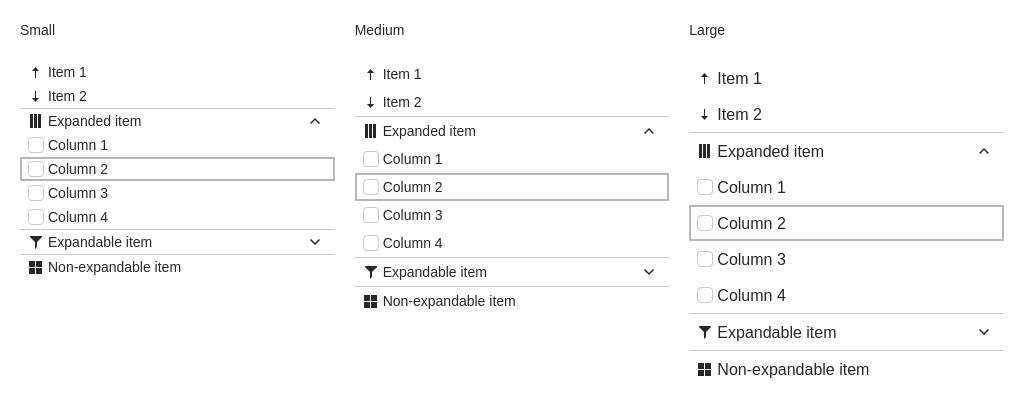 Small
Item 1
Item 2
Expanded item
Column 1
Column 2
Column 3
Column 4
Expandable item
Non-expandable item
Medium
Item 1
Item 2
Expanded item
Column 1
Column 2
Column 3
Column 4
Expandable item
Non-expandable item
Large
Item 1
Item 2
Expanded item
Column 1
Column 2
Column 3
Column 4
Expandable item
Non-expandable item